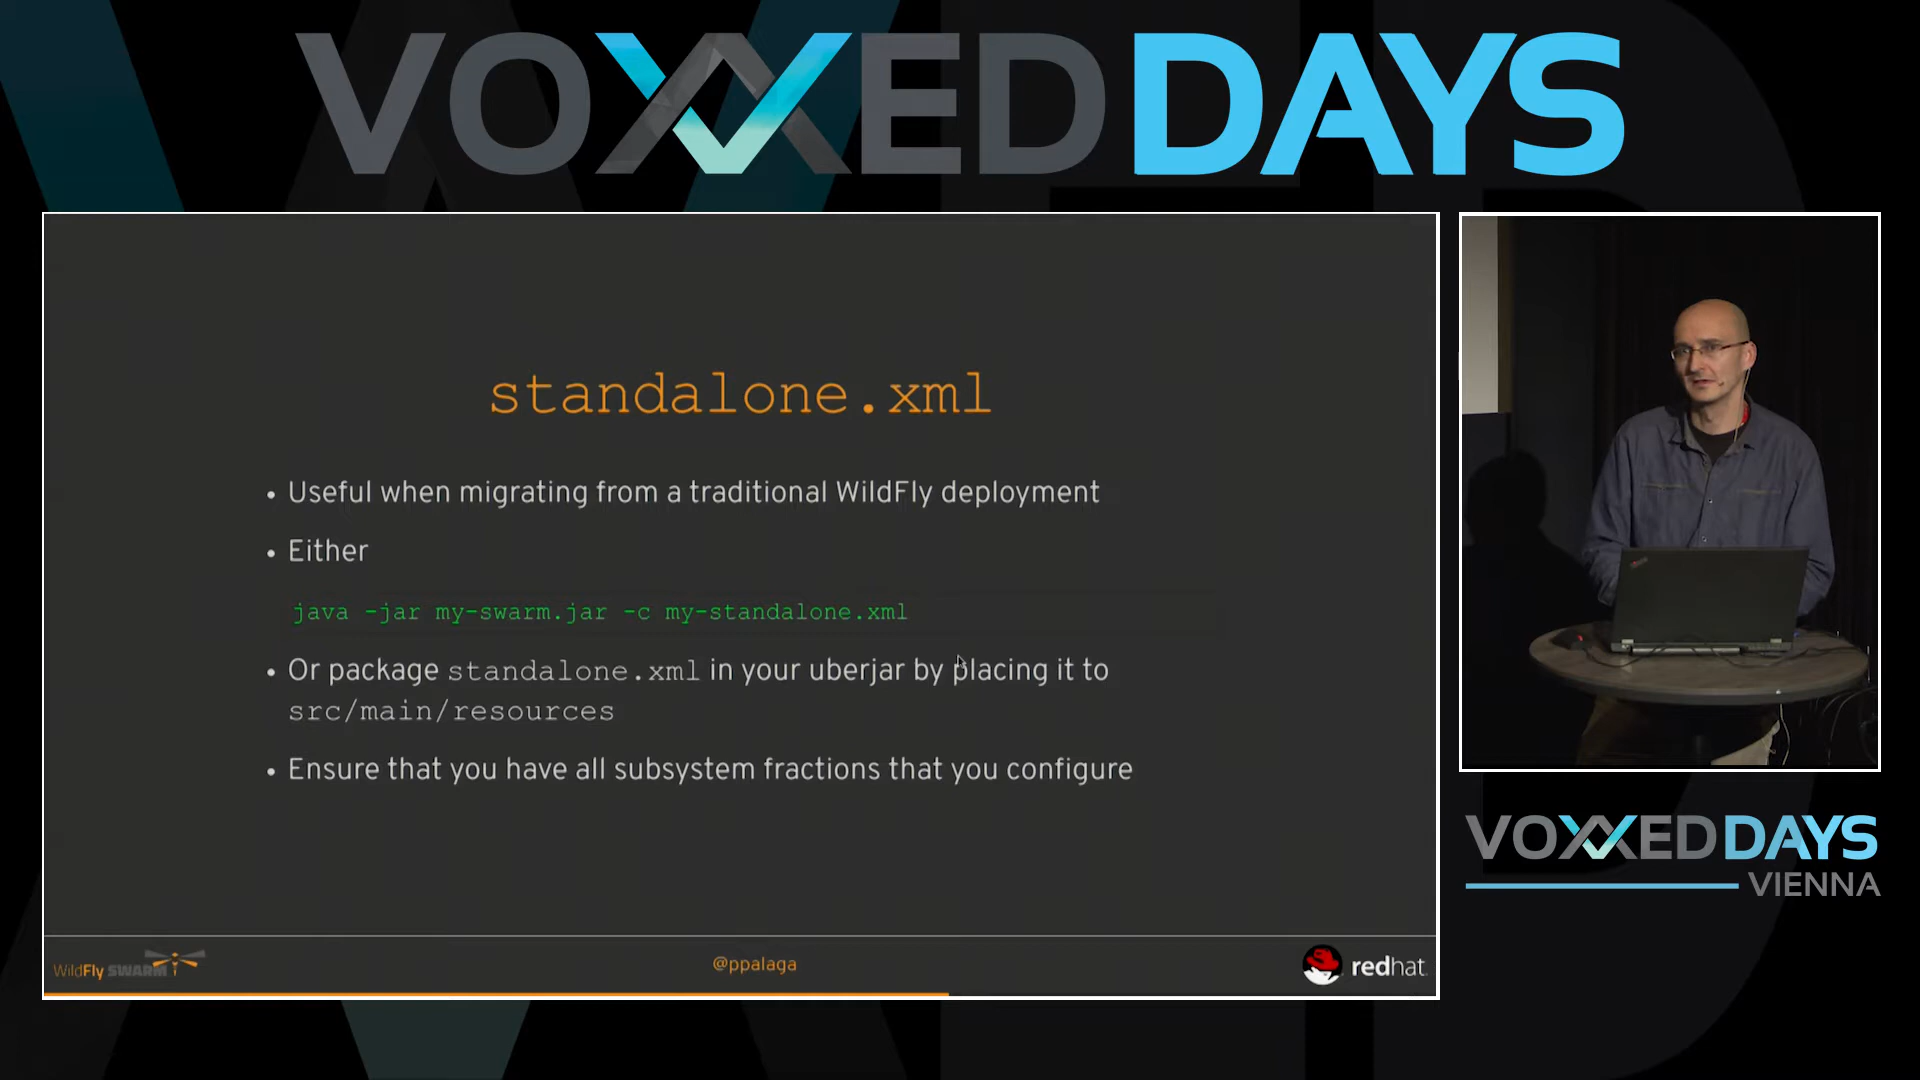 VOXXED DAYS
standalone.xml
• Useful when migrating from a traditional WildFly deployment
• Either
java -jar my-swarm.jar -c my-standalone.xml
• Or package standalone.xml in your uberjar by placing it to
src/main/resources
• Ensure that you have all subsystem fractions that you configure
WildFly SWARM
@ppalaga
redhat.
VOXXED DAYS
VIENNA